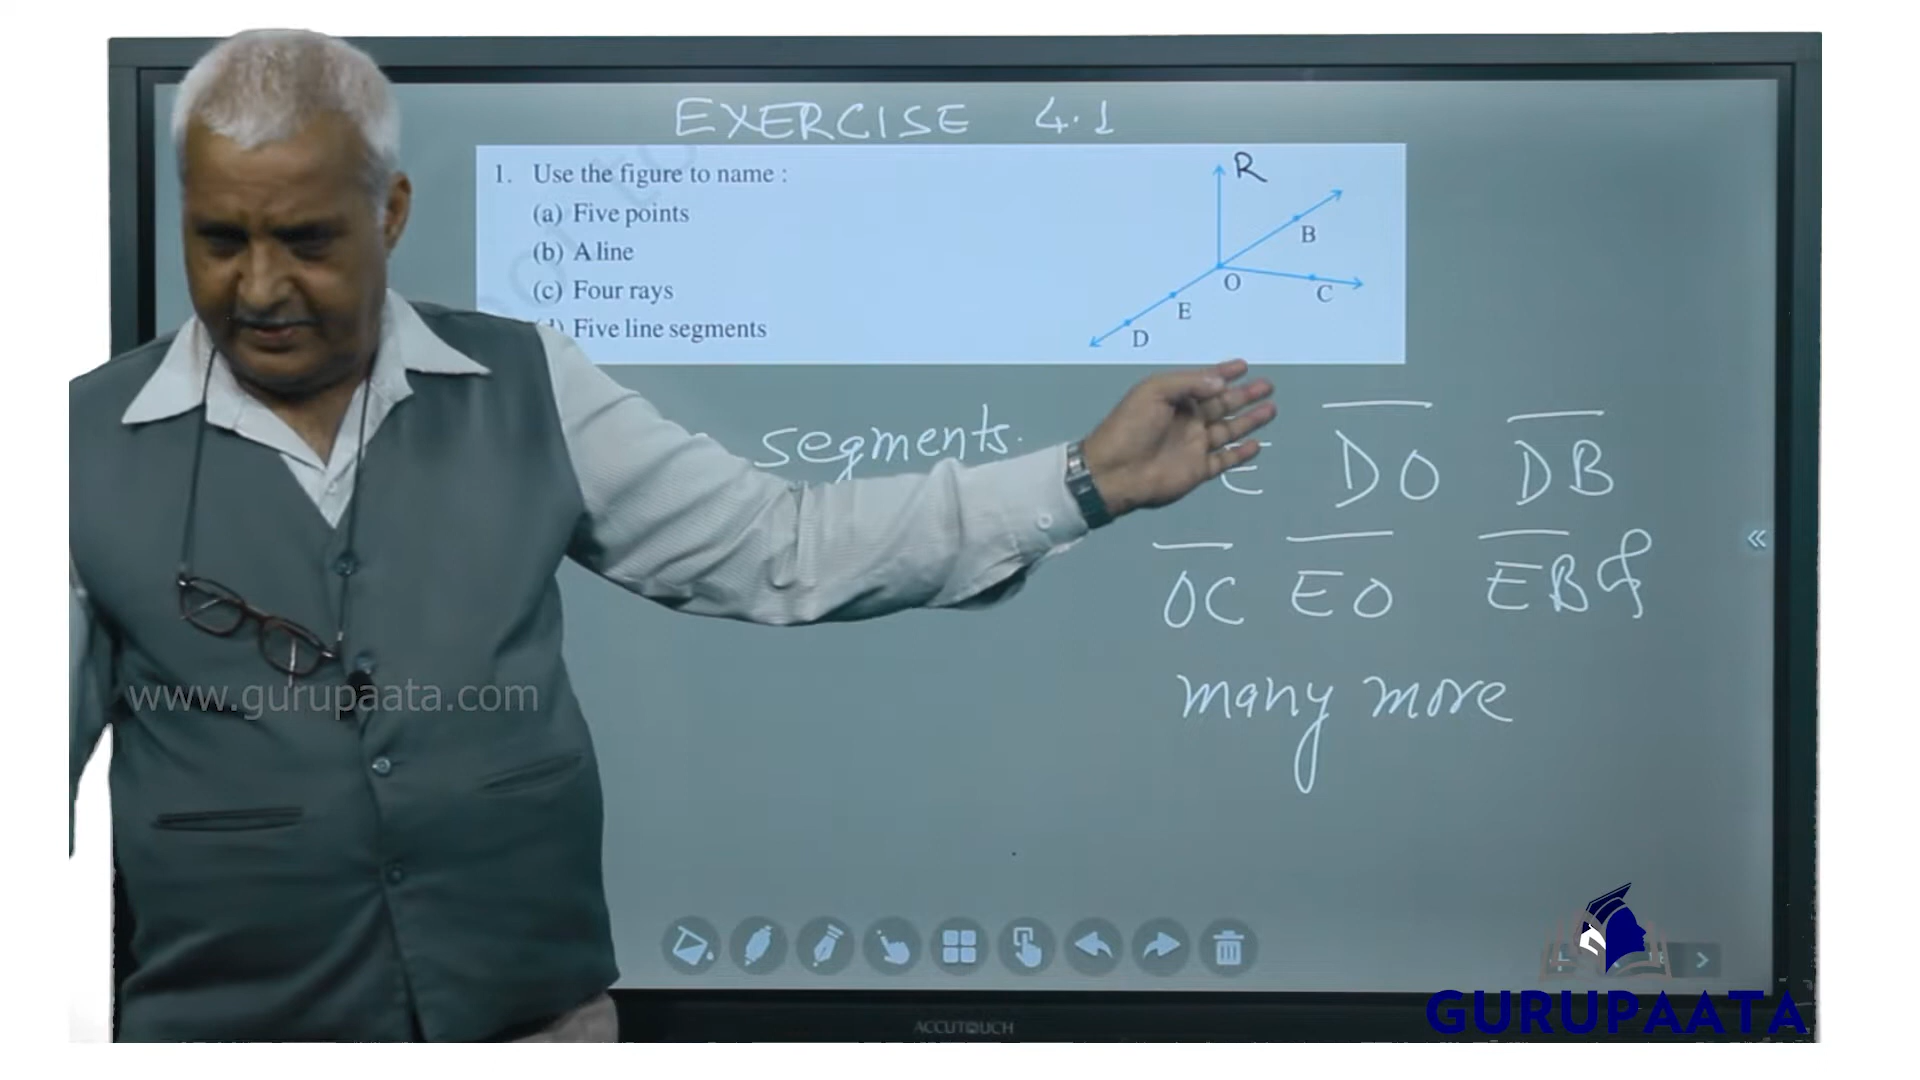 EXERCISE 4.1
1. Use the figure to name :
(a) Five points
(b) A line
(c) Four rays
Five line segments
R
B
O
C
E
D
segments.
E DO DB
OC EO EB &
many more
www.gurupaata.com
GURUPAATA
ACCUTOUCH